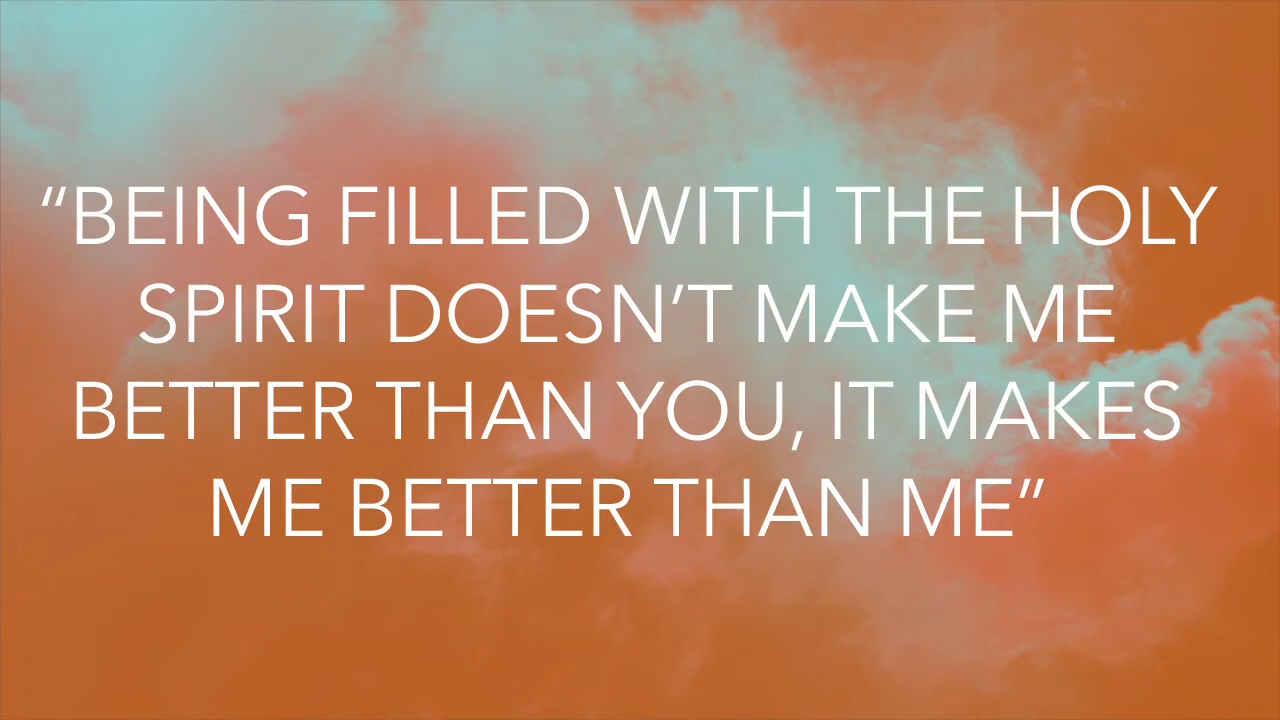 “BEING FILLED WITH THE HOLY
SPIRIT DOESN’T MAKE ME
BETTER THAN YOU, IT MAKES
ME BETTER THAN ME”